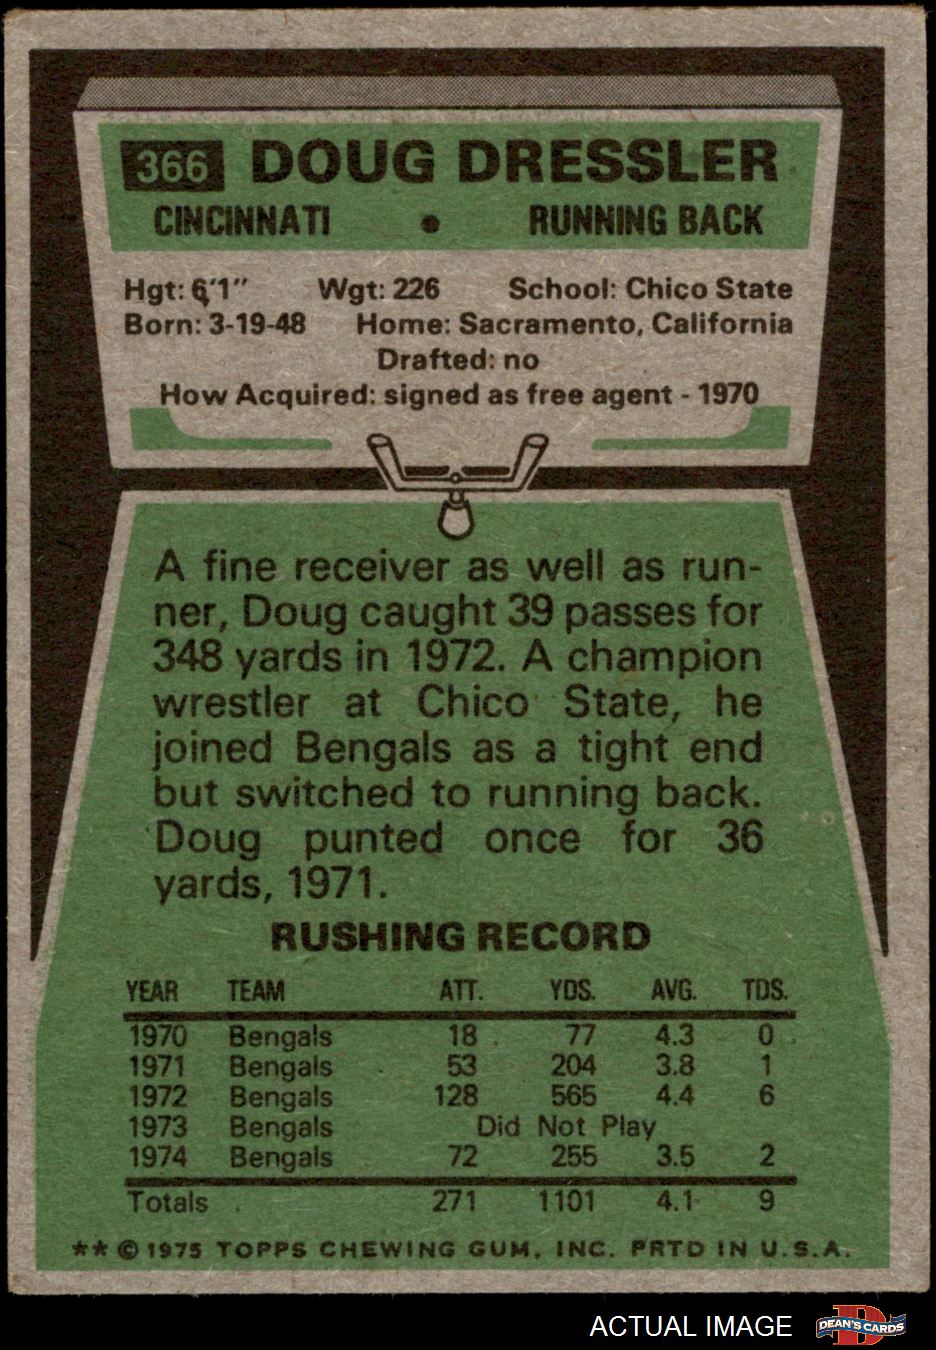 366 DOUG DRESSLER
CINCINNATI • RUNNING BACK
Hgt: 6'1" Wgt: 226 School: Chico State
Born: 3-19-48 Home: Sacramento, California
Drafted: no
How Acquired: signed as free agent - 1970
A fine receiver as well as run-
ner, Doug caught 39 passes for
348 yards in 1972. A champion
wrestler at Chico State, he
joined Bengals as a tight end
but switched to running back.
Doug punted once for 36
yards, 1971.
RUSHING RECORD
YEAR TEAM ATT. YDS. AVG. TDS.
1970 Bengals 18 77 4.3 0
1971 Bengals 53 204 3.8 1
1972 Bengals 128 565 4.4 6
1973 Bengals Did Not Play
1974 Bengals 72 255 3.5 2
Totals 271 1101 4.1 9
** © 1975 TOPPS CHEWING GUM, INC. PRTD IN U.S.A.
ACTUAL IMAGE DEAN'S CARDS